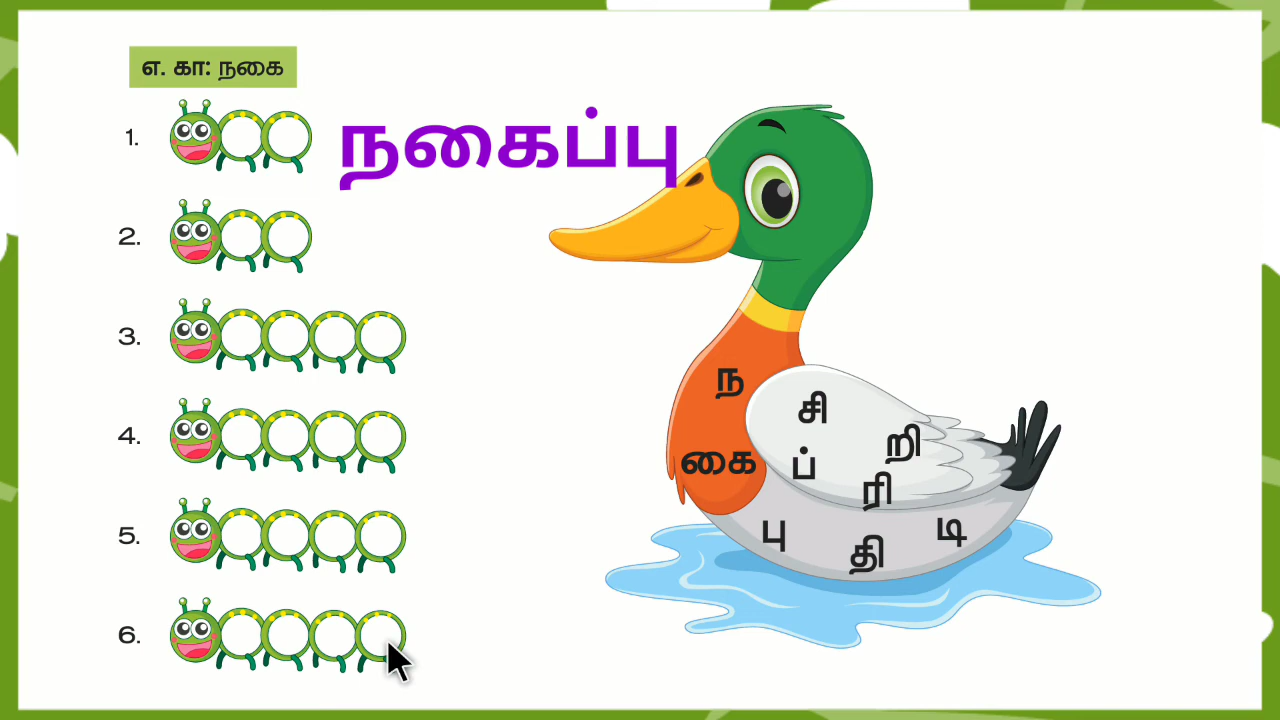 எ. கா: நகை
1. நகைப்பு
2.
3.
4.
5.
6.
ந
சி
றி
கை
ப்
ரி
பு
தி
டி